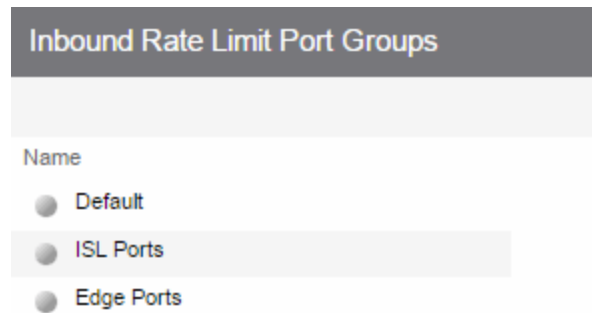 Inbound Rate Limit Port Groups
Name
Default
ISL Ports
Edge Ports